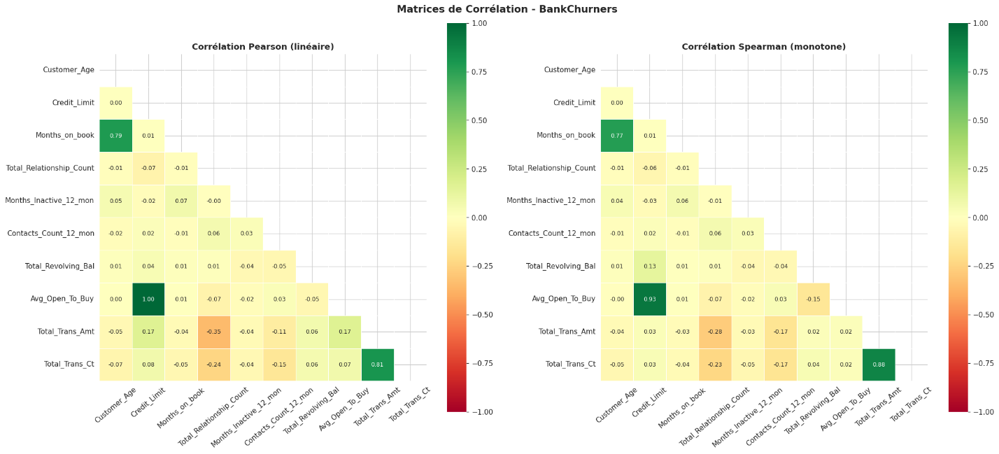 Matrices de Corrélation - BankChurners
Corrélation Pearson (linéaire)
Customer_Age
Credit_Limit 0.00
Months_on_book 0.79 0.01
Total_Relationship_Count -0.01 -0.07 -0.01
Months_Inactive_12_mon 0.05 -0.02 0.07 -0.00
Contacts_Count_12_mon -0.02 0.02 -0.01 0.06 0.03
Total_Revolving_Bal 0.01 0.04 0.01 0.01 -0.04 -0.05
Avg_Open_To_Buy 0.00 1.00 0.01 -0.07 -0.02 0.03 -0.05
Total_Trans_Amt -0.05 0.17 -0.04 -0.35 -0.04 -0.11 0.06 0.17
Total_Trans_Ct -0.07 0.08 -0.05 -0.24 -0.04 -0.15 0.06 0.07 0.81
Customer_Age
Credit_Limit
Months_on_book
Total_Relationship_Count
Months_Inactive_12_mon
Contacts_Count_12_mon
Total_Revolving_Bal
Avg_Open_To_Buy
Total_Trans_Amt
Total_Trans_Ct
1.00
0.75
0.50
0.25
0.00
−0.25
−0.50
−0.75
−1.00
Corrélation Spearman (monotone)
Customer_Age
Credit_Limit 0.00
Months_on_book 0.77 0.01
Total_Relationship_Count -0.01 -0.06 -0.01
Months_Inactive_12_mon 0.04 -0.03 0.06 -0.01
Contacts_Count_12_mon -0.01 0.02 -0.01 0.06 0.03
Total_Revolving_Bal 0.01 0.13 0.01 0.01 -0.04 -0.04
Avg_Open_To_Buy -0.00 0.93 0.01 -0.07 -0.02 0.03 -0.15
Total_Trans_Amt -0.04 0.03 -0.03 -0.28 -0.03 -0.17 0.02 0.02
Total_Trans_Ct -0.05 0.03 -0.04 -0.23 -0.05 -0.17 0.04 0.02 0.88
Customer_Age
Credit_Limit
Months_on_book
Total_Relationship_Count
Months_Inactive_12_mon
Contacts_Count_12_mon
Total_Revolving_Bal
Avg_Open_To_Buy
Total_Trans_Amt
Total_Trans_Ct
1.00
0.75
0.50
0.25
0.00
−0.25
−0.50
−0.75
−1.00